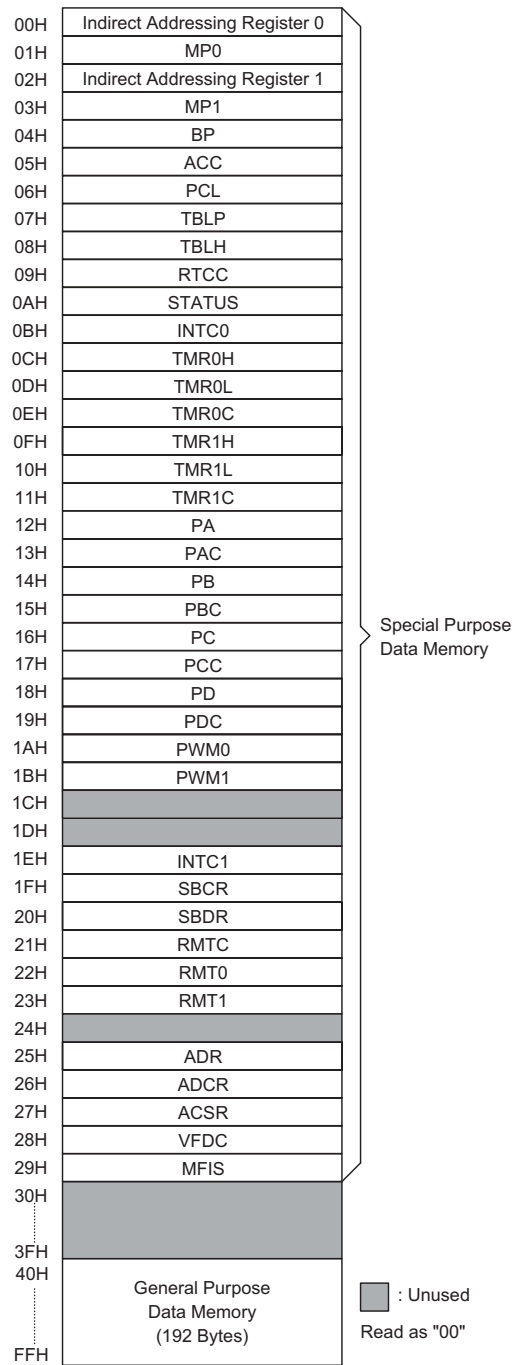 00H Indirect Addressing Register 0
01H MP0
02H Indirect Addressing Register 1
03H MP1
04H BP
05H ACC
06H PCL
07H TBLP
08H TBLH
09H RTCC
0AH STATUS
0BH INTC0
0CH TMR0H
0DH TMR0L
0EH TMR0C
0FH TMR1H
10H TMR1L
11H TMR1C
12H PA
13H PAC
14H PB
15H PBC
16H PC
17H PCC
18H PD
19H PDC
1AH PWM0
1BH PWM1
1CH
1DH
1EH INTC1
1FH SBCR
20H SBDR
21H RMTC
22H RMT0
23H RMT1
24H
25H ADR
26H ADCR
27H ACSR
28H VFDC
29H MFIS
30H
3FH
40H
FFH
General Purpose
Data Memory
(192 Bytes)
Special Purpose
Data Memory
: Unused
Read as "00"